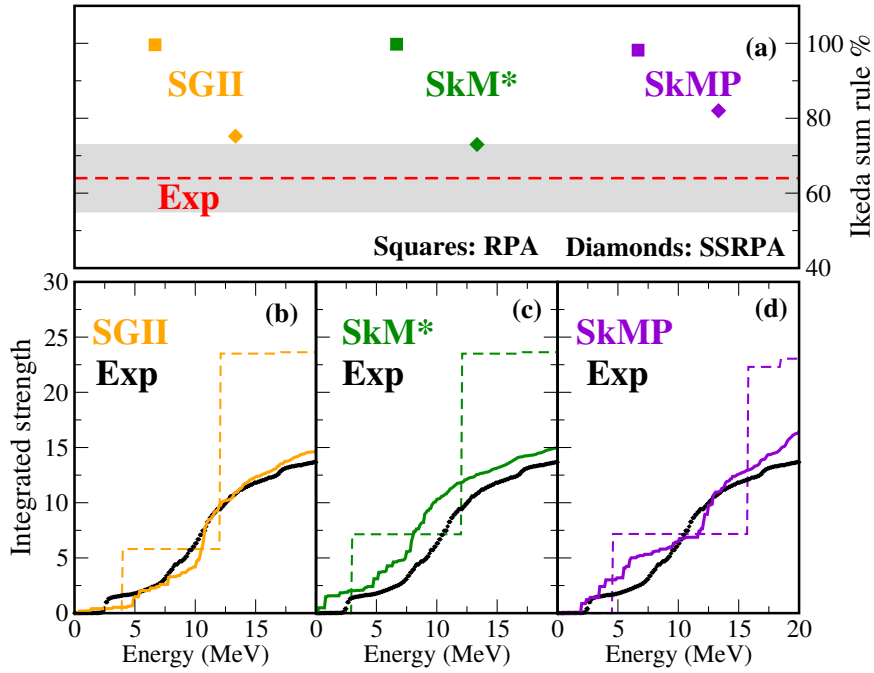 (a)
100
SGII
SkM*
SkMP
80
60
Exp
Squares: RPA
Diamonds: SSRPA
40
Ikeda sum rule %
30
25
20
15
10
5
0
Integrated strength
(b)
SGII
Exp
5
10
15
Energy (MeV)
(c)
SkM*
Exp
0
5
10
15
Energy (MeV)
(d)
SkMP
Exp
0
5
10
15
20
Energy (MeV)